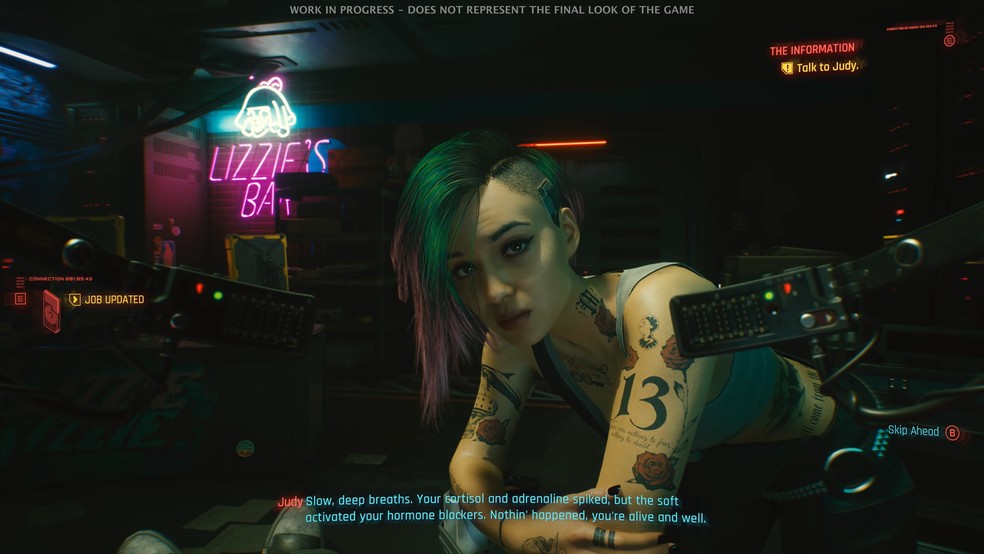 WORK IN PROGRESS - DOES NOT REPRESENT THE FINAL LOOK OF THE GAME
THE INFORMATION
Talk to Judy.
LIZZIE'S
BAR
JOB UPDATED
13
Skip Ahead B
Judy Slow, deep breaths. Your cortisol and adrenaline spiked, but the soft
activated your hormone blockers. Nothin' happened, you're alive and well.